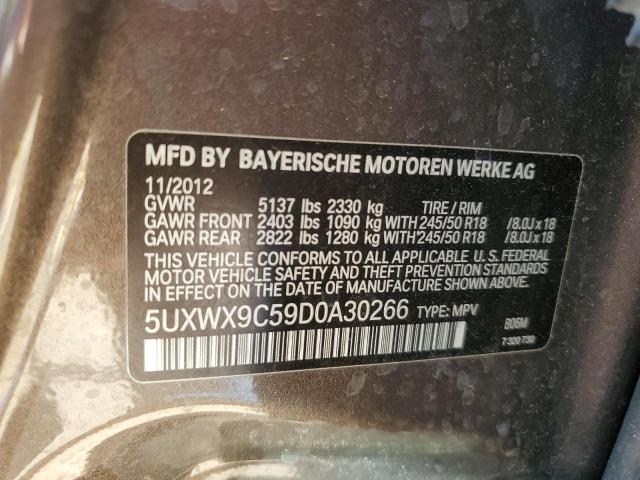 MFD BY BAYERISCHE MOTOREN WERKE AG
11/2012
GVWR 5137 lbs 2330 kg TIRE / RIM
GAWR FRONT 2403 lbs 1090 kg WITH 245/50 R18 /8.0J x 18
GAWR REAR 2822 lbs 1280 kg WITH 245/50 R18 /8.0J x 18
THIS VEHICLE CONFORMS TO ALL APPLICABLE U. S. FEDERAL
MOTOR VEHICLE SAFETY AND THEFT PREVENTION STANDARDS
IN EFFECT ON THE DATE OF MANUFACTURE SHOWN ABOVE.
5UXWX9C59D0A30266 TYPE: MPV
B06M
7 320 730